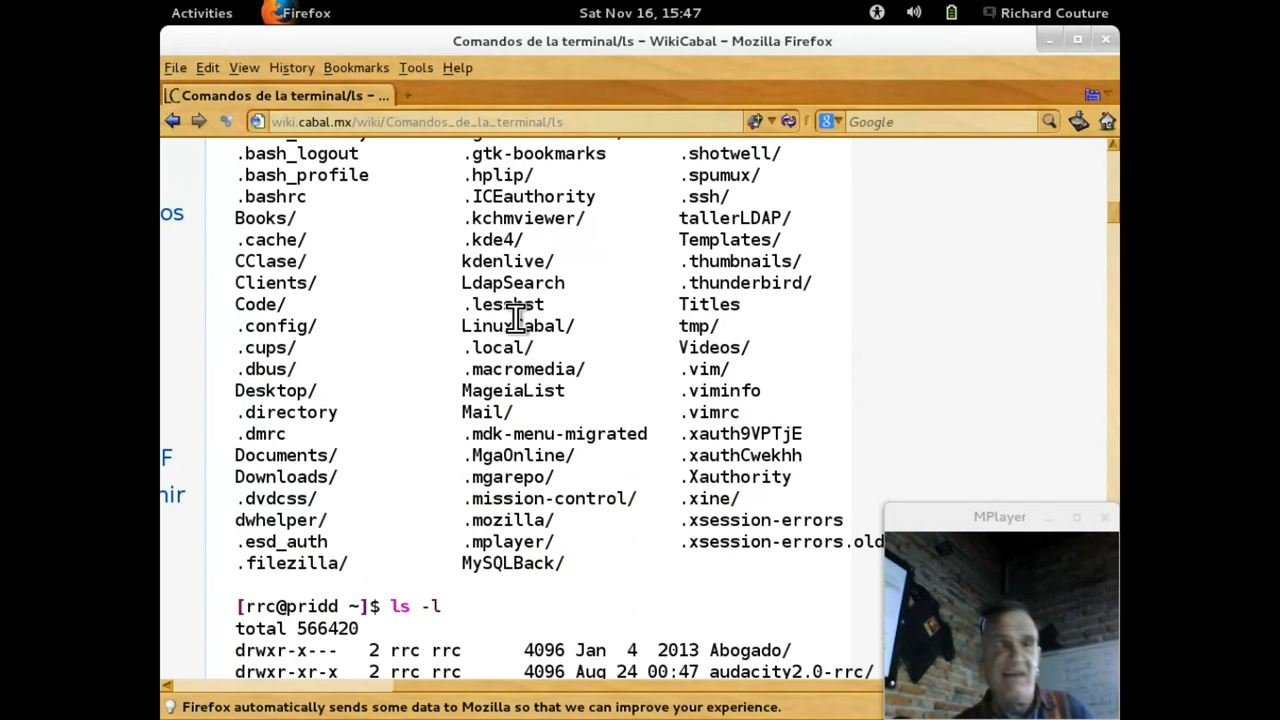 Activities Firefox Sat Nov 16, 15:47 Richard Couture
Comandos de la terminal/ls – WikiCabal – Mozilla Firefox
File Edit View History Bookmarks Tools Help
Comandos de la terminal/ls – ...
wiki.cabal.mx/wiki/Comandos_de_la_terminal/ls Google
.bash_logout .gtk-bookmarks .shotwell/
.bash_profile .hplip/ .spumux/
.bashrc .ICEauthority .ssh/
os
Books/ .kchmviewer/ tallerLDAP/
.cache/ .kde4/ Templates/
CClase/ kdenlive/ .thumbnails/
Clients/ LdapSearch .thunderbird/
Code/ .lesshst Titles
.config/ LinuxCabal/ tmp/
.cups/ .local/ Videos/
.dbus/ .macromedia/ .vim/
Desktop/ MageiaList .viminfo
.directory Mail/ .vimrc
.dmrc .mdk-menu-migrated .xauth9VPTjE
F
Documents/ .MgaOnline/ .xauthCwekhh
Downloads/ .mgarepo/ .Xauthority
nir
.dvdcss/ .mission-control/ .xine/
dwhelper/ .mozilla/ .xsession-errors
.esd_auth .mplayer/ .xsession-errors.old
.filezilla/ MySQLBack/
[rrc@pridd ~]$ ls -l
total 566420
drwxr-x--- 2 rrc rrc 4096 Jan 4 2013 Abogado/
drwxr-xr-x 2 rrc rrc 4096 Aug 24 00:47 audacity2.0-rrc/
Firefox automatically sends some data to Mozilla so that we can improve your experience.
MPlayer